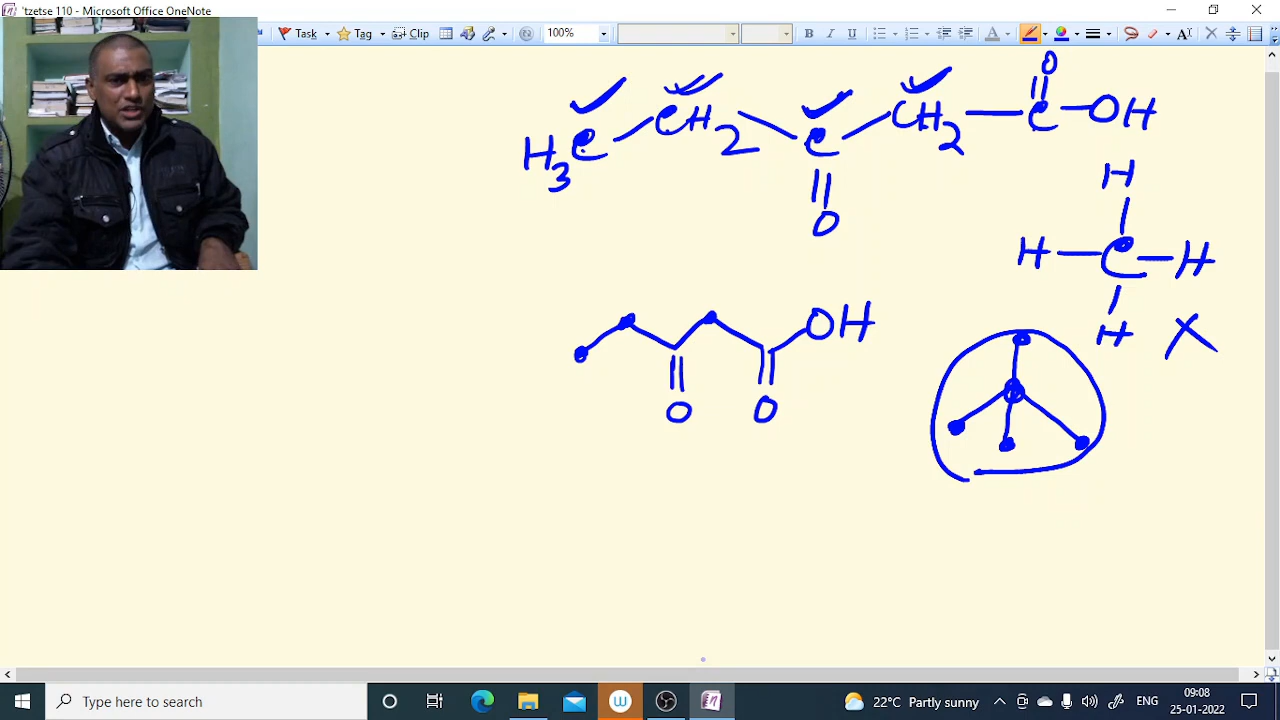 'tzetse 110 - Microsoft Office OneNote
Task Tag Clip 100% B I U A
O
H3C CH2 C CH2 C OH
O
H
H C H
H X
OH
O O
Type here to search
W
22°C Partly sunny ENG 09:08
25-01-2022